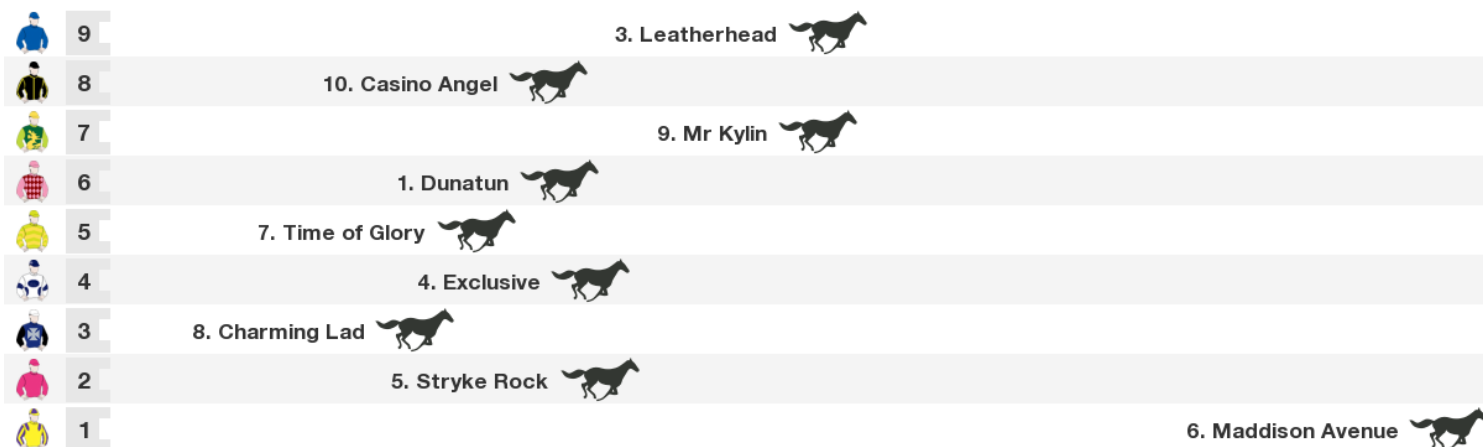 9 3. Leatherhead
8 10. Casino Angel
7 9. Mr Kylin
6 1. Dunatun
5 7. Time of Glory
4 4. Exclusive
3 8. Charming Lad
2 5. Stryke Rock
1 6. Maddison Avenue